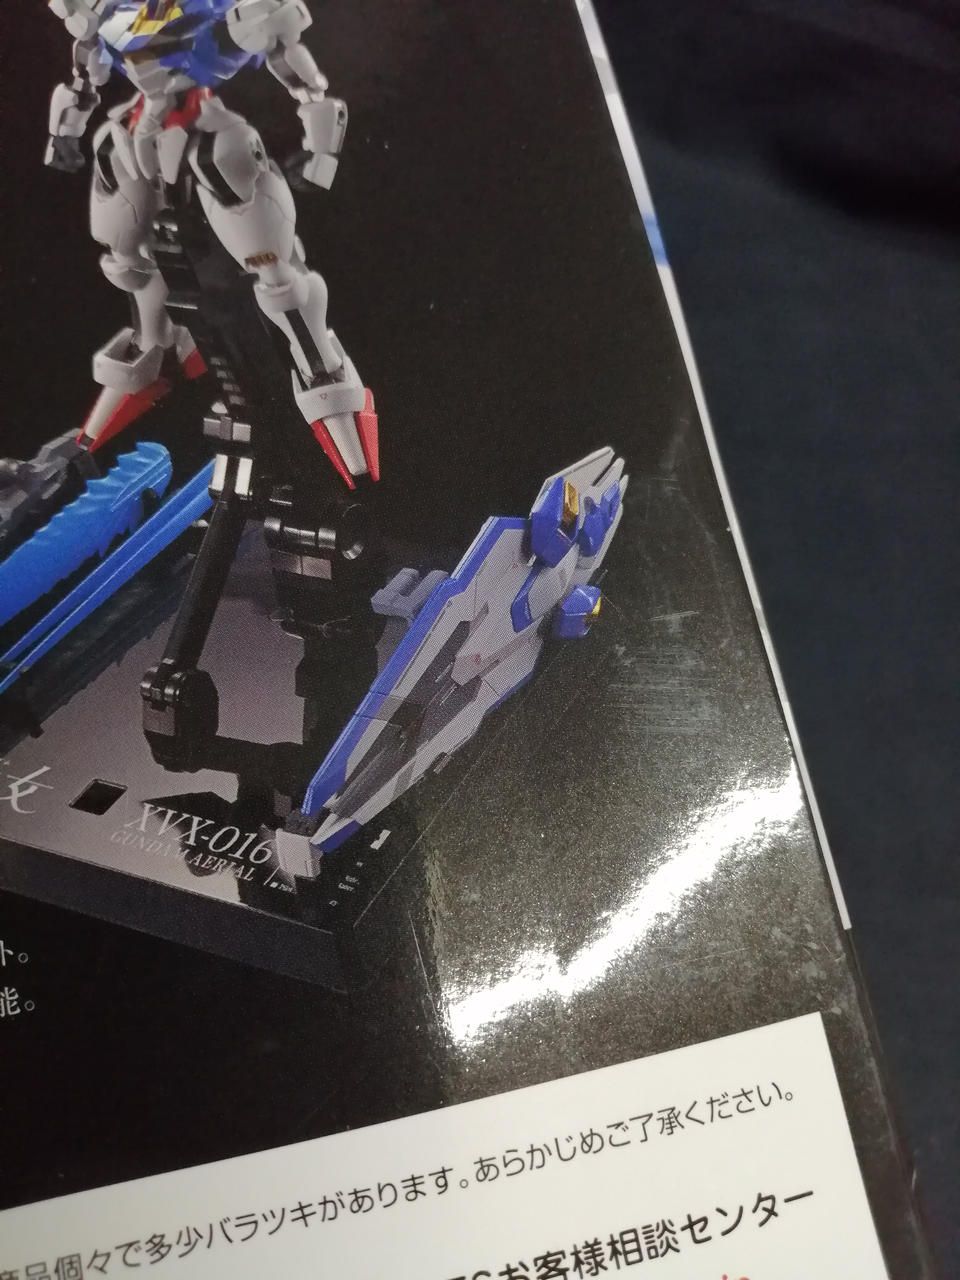 女
XVX-016
GUNDAM AERIAL
ト。
能。
商品個々で多少バラツキがあります。あらかじめご了承ください。
お客様相談センター